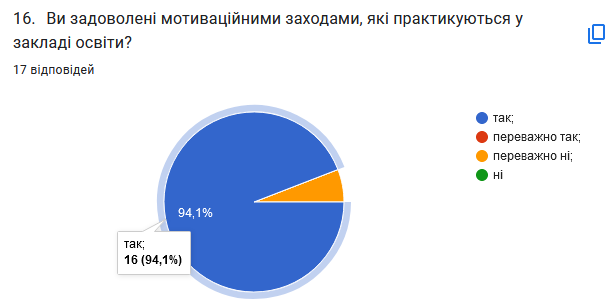 16. Ви задоволені мотиваційними заходами, які практикуються у
закладі освіти?
17 відповідей
94,1%
так;
16 (94,1%)
так;
переважно так;
переважно ні;
ні